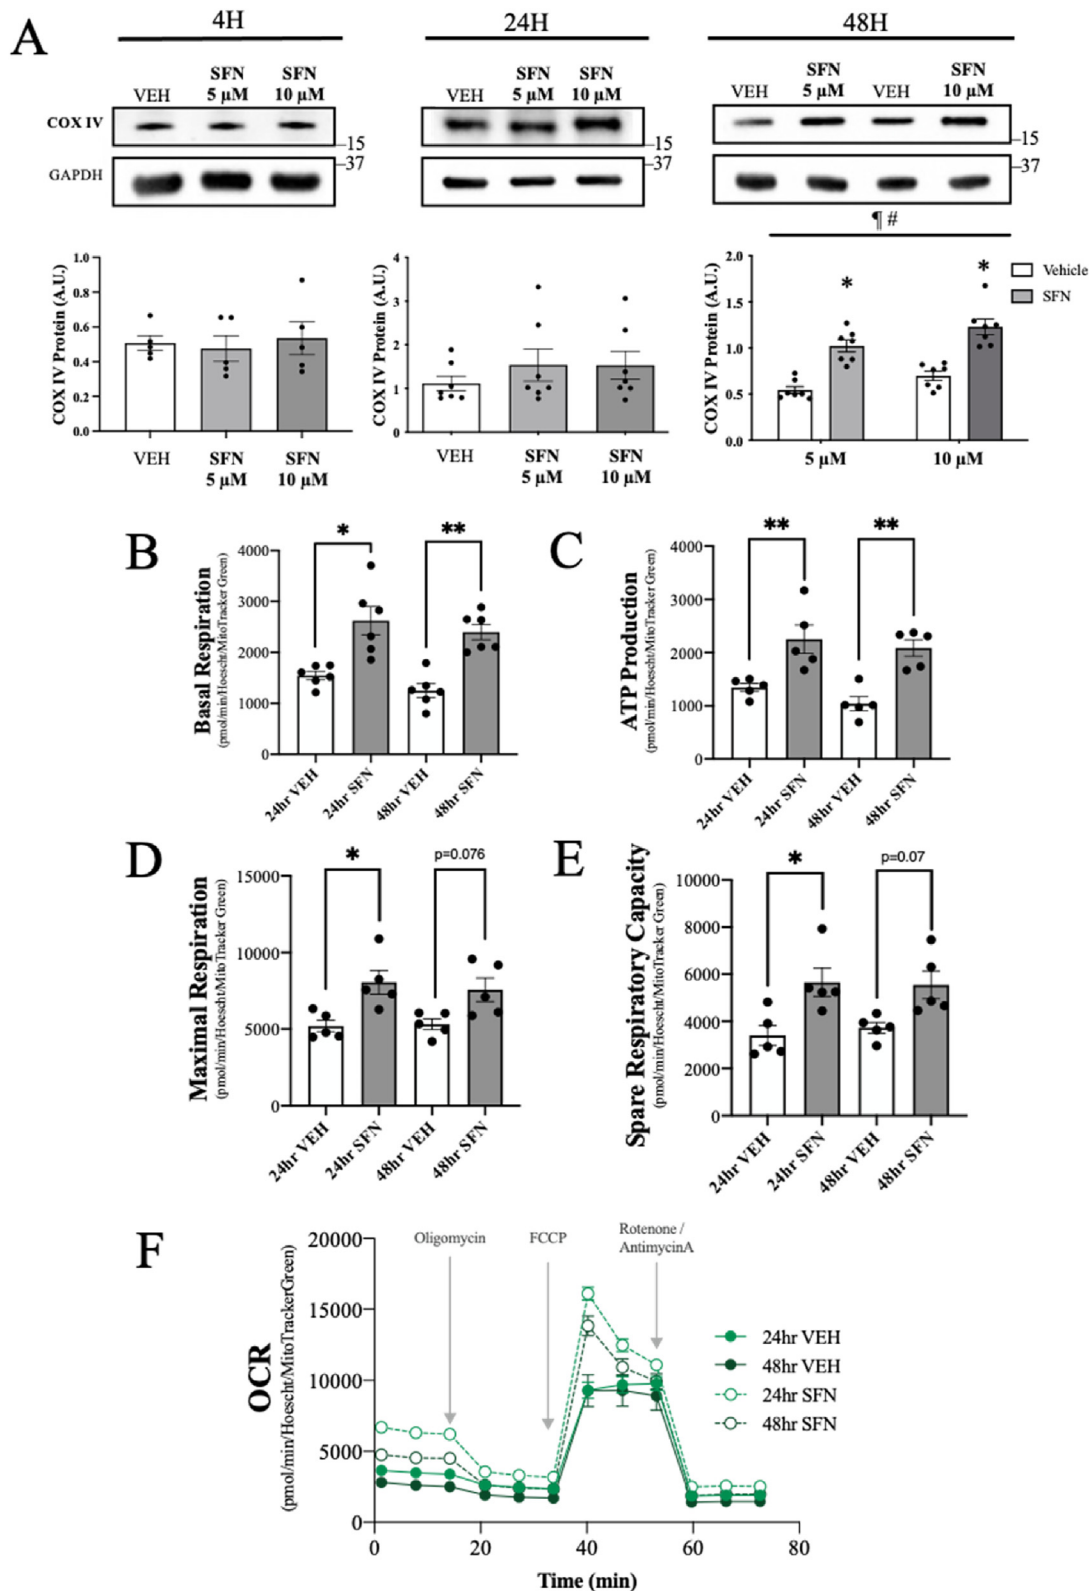 A
4H
24H
48H
VEH
SFN
5 µM
SFN
10 µM
VEH
SFN
5 µM
SFN
10 µM
VEH
SFN
5 µM
VEH
SFN
10 µM
COX IV
–15
–15
–15
GAPDH
–37
–37
–37
COX IV Protein (A.U.)
1.0
0.8
0.6
0.4
0.2
0.0
VEH
SFN
5 µM
SFN
10 µM
COX IV Protein (A.U.)
4
3
2
1
0
VEH
SFN
5 µM
SFN
10 µM
¶ #
COX IV Protein (A.U.)
2.0
1.5
1.0
0.5
0.0
*
*
5 µM
10 µM
Vehicle
SFN
B
Basal Respiration
(pmol/min/Hoescht/MitoTracker Green)
4000
3000
2000
1000
0
*
**
24hr VEH
24hr SFN
48hr VEH
48hr SFN
C
ATP Production
(pmol/min/Hoescht/MitoTracker Green)
4000
3000
2000
1000
0
**
**
24hr VEH
24hr SFN
48hr VEH
48hr SFN
D
Maximal Respiration
(pmol/min/Hoescht/MitoTracker Green)
15000
10000
5000
0
*
p=0.076
24hr VEH
24hr SFN
48hr VEH
48hr SFN
E
Spare Respiratory Capacity
(pmol/min/Hoescht/MitoTracker Green)
10000
8000
6000
4000
2000
0
*
p=0.07
24hr VEH
24hr SFN
48hr VEH
48hr SFN
F
OCR
(pmol/min/Hoescht/MitoTrackerGreen)
20000
15000
10000
5000
0
Oligomycin
FCCP
Rotenone /
AntimycinA
24hr VEH
48hr VEH
24hr SFN
48hr SFN
0
20
40
60
80
Time (min)